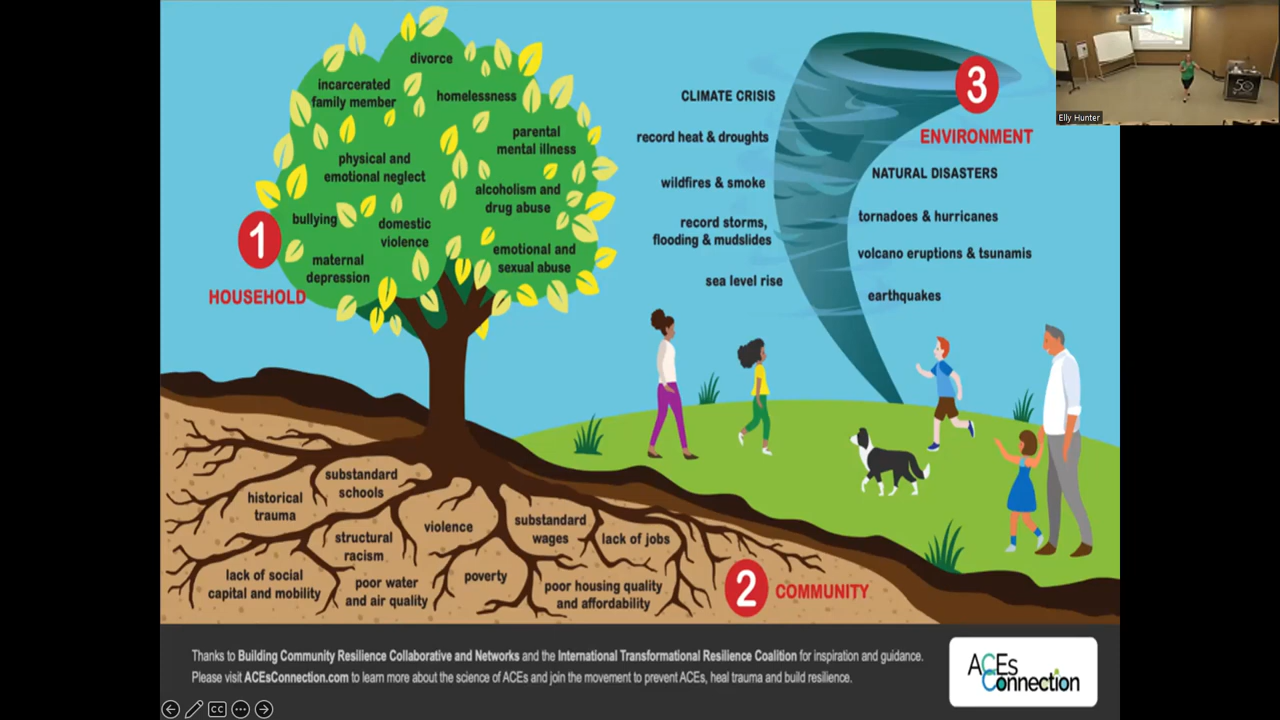 divorce
incarcerated
family member
homelessness
parental
mental illness
physical and
emotional neglect
alcoholism and
drug abuse
bullying
domestic
violence
emotional and
sexual abuse
maternal
depression
1
HOUSEHOLD
CLIMATE CRISIS
record heat & droughts
wildfires & smoke
record storms,
flooding & mudslides
sea level rise
3
ENVIRONMENT
NATURAL DISASTERS
tornadoes & hurricanes
volcano eruptions & tsunamis
earthquakes
substandard
schools
historical
trauma
violence
substandard
wages
structural
racism
lack of jobs
lack of social
capital and mobility
poor water
and air quality
poverty
poor housing quality
and affordability
2
COMMUNITY
Thanks to Building Community Resilience Collaborative and Networks and the International Transformational Resilience Coalition for inspiration and guidance.
Please visit ACEsConnection.com to learn more about the science of ACEs and join the movement to prevent ACEs, heal trauma and build resilience.
ACEs
Connection
Elly Hunter
50
CC